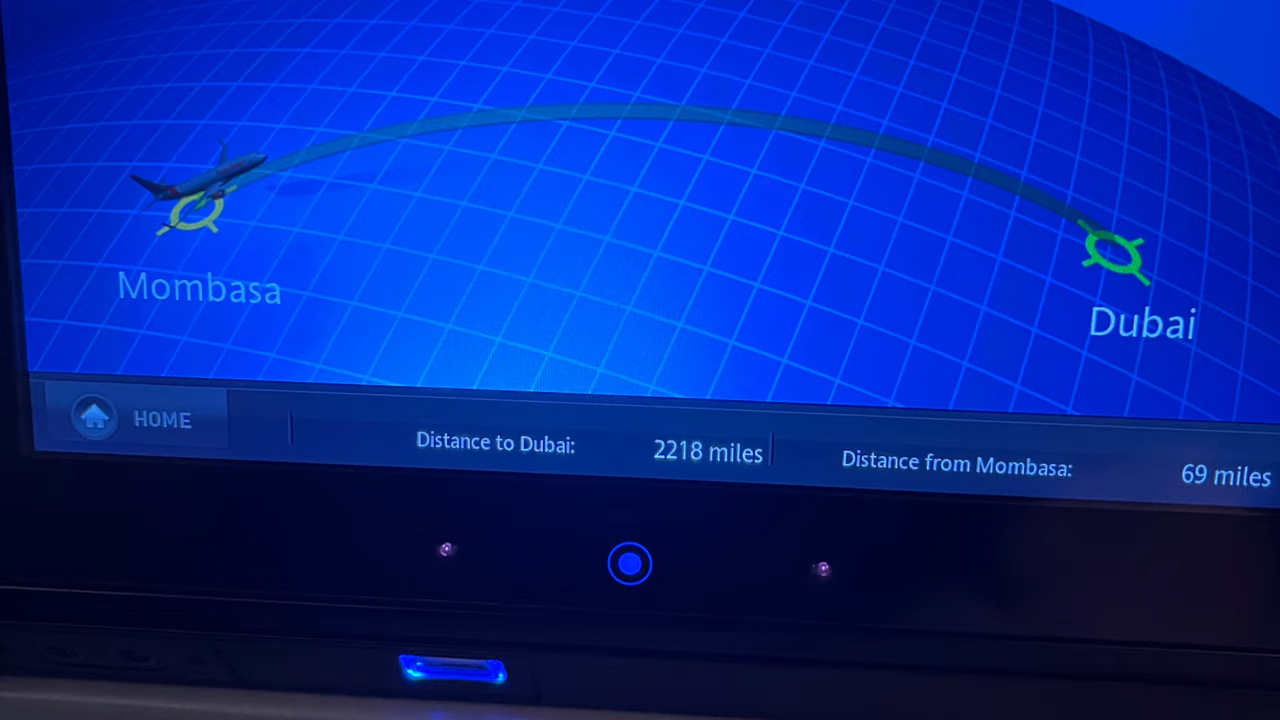 Mombasa
Dubai
HOME
Distance to Dubai: 2218 miles
Distance from Mombasa: 69 miles